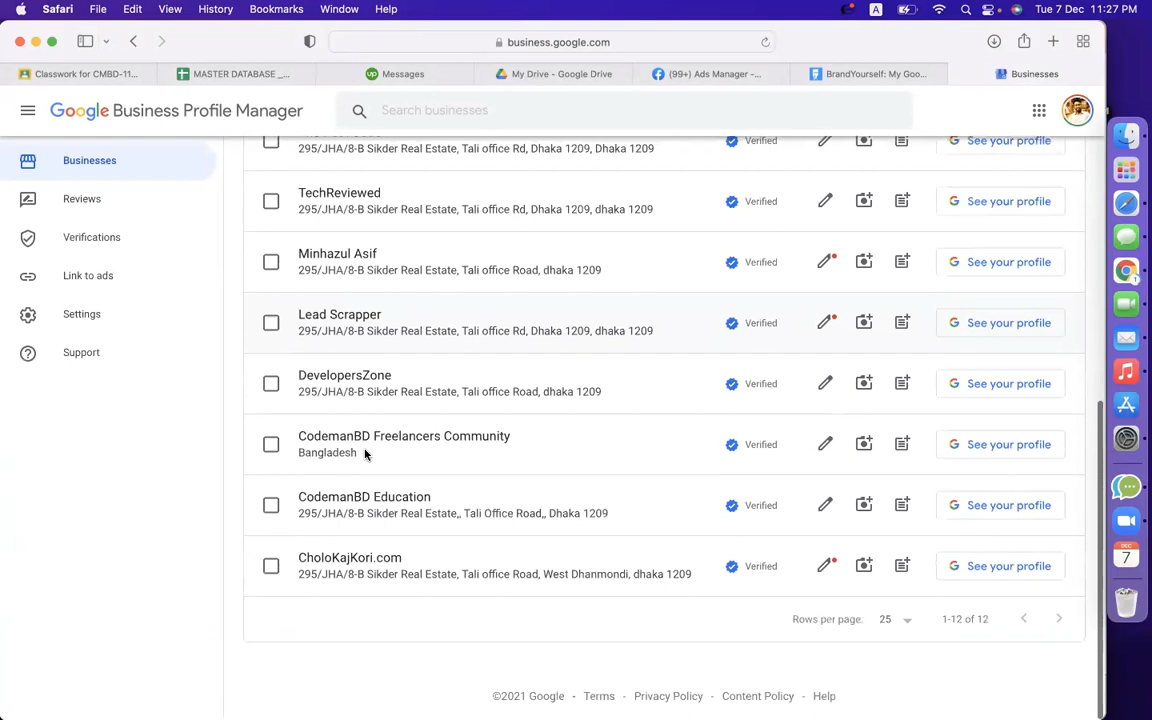 Safari File Edit View History Bookmarks Window Help A Tue 7 Dec 11:27 PM
business.google.com
Classwork for CMBD-11... MASTER DATABASE _... Messages My Drive - Google Drive (99+) Ads Manager -... BrandYourself: My Goo... Businesses
Google Business Profile Manager Search businesses
Businesses
Reviews
Verifications
Link to ads
Settings
Support
295/JHA/8-B Sikder Real Estate, Tali office Rd, Dhaka 1209, Dhaka 1209 Verified See your profile
TechReviewed
295/JHA/8-B Sikder Real Estate, Tali office Rd, Dhaka 1209, dhaka 1209 Verified See your profile
Minhazul Asif
295/JHA/8-B Sikder Real Estate, Tali office Road, dhaka 1209 Verified See your profile
Lead Scrapper
295/JHA/8-B Sikder Real Estate, Tali office Rd, Dhaka 1209, dhaka 1209 Verified See your profile
DevelopersZone
295/JHA/8-B Sikder Real Estate, Tali office Road, dhaka 1209 Verified See your profile
CodemanBD Freelancers Community
Bangladesh Verified See your profile
CodemanBD Education
295/JHA/8-B Sikder Real Estate,, Tali Office Road,, Dhaka 1209 Verified See your profile
CholoKajKori.com
295/JHA/8-B Sikder Real Estate, Tali office Road, West Dhanmondi, dhaka 1209 Verified See your profile
Rows per page: 25 1-12 of 12
©2021 Google · Terms · Privacy Policy · Content Policy · Help
DEC
7